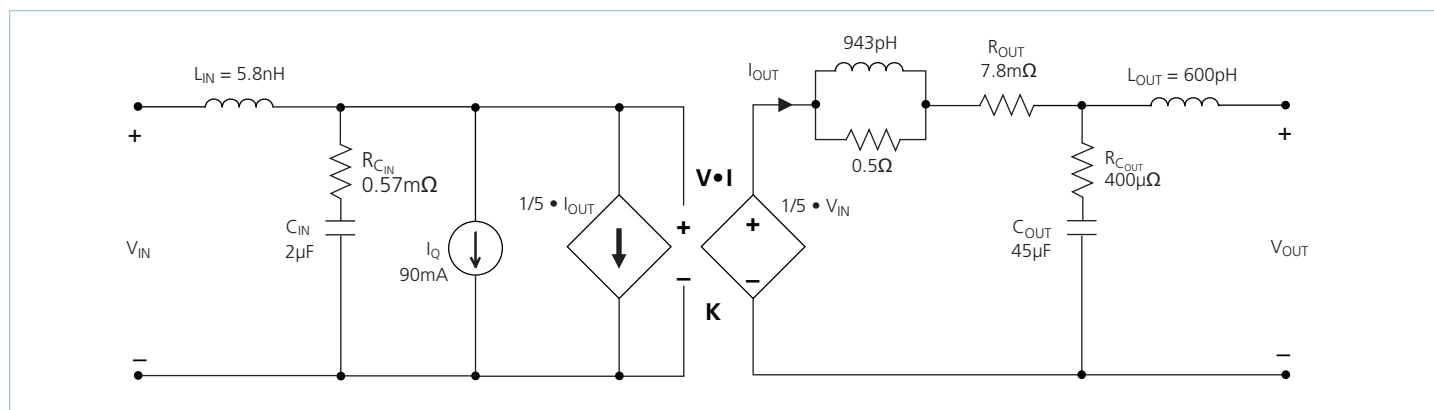 943pH
I_OUT
R_OUT
7.8mΩ
L_IN = 5.8nH
L_OUT = 600pH
+
+
R_C_IN
0.57mΩ
0.5Ω
R_C_OUT
400µΩ
V•I
1/5 • I_OUT
1/5 • V_IN
+
+
C_IN
2µF
V_IN
I_Q
90mA
C_OUT
45µF
V_OUT
–
–
K
–
–